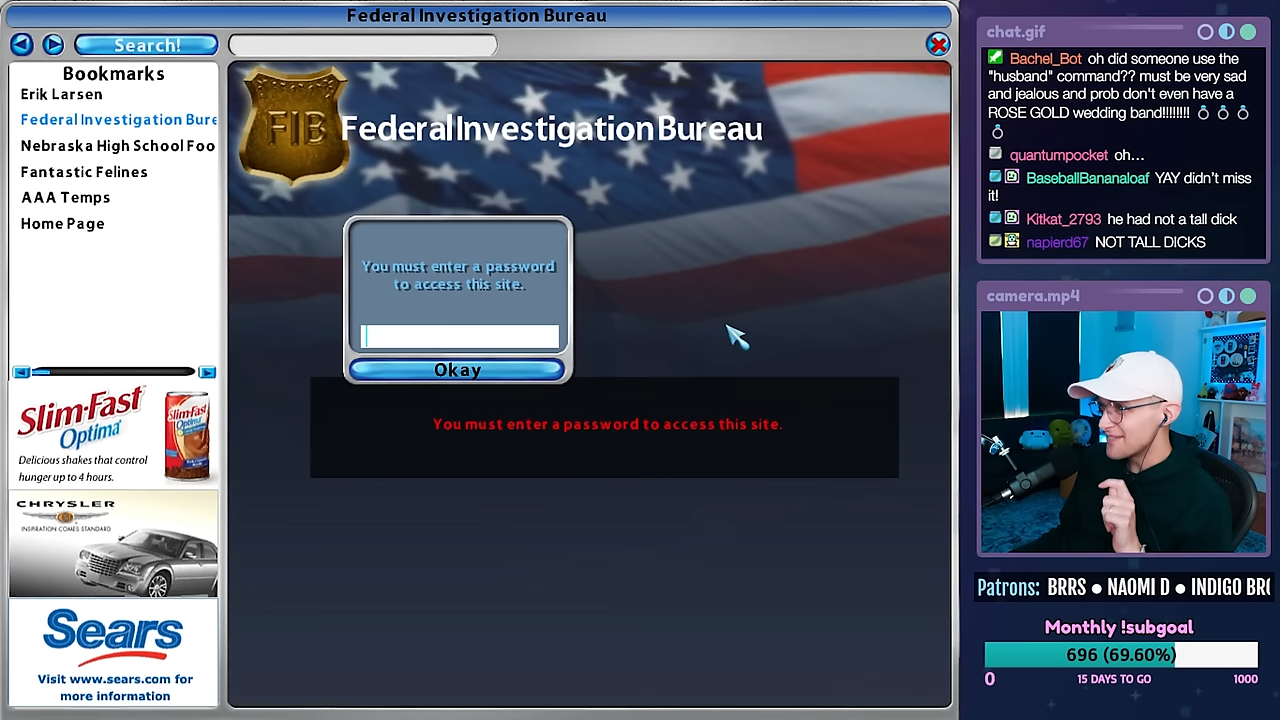 Federal Investigation Bureau
Search!
Bookmarks
Erik Larsen
Federal Investigation Bure
Nebraska High School Foo
Fantastic Felines
AAA Temps
Home Page
Slim-Fast
Optima
Slim-Fast
Optima
Delicious shakes that control
hunger up to 4 hours.
CHRYSLER
INSPIRATION COMES STANDARD
Sears
Visit www.sears.com for
more information
FIB
Federal Investigation Bureau
You must enter a password
to access this site.
Okay
You must enter a password to access this site.
chat.gif
Bachel_Bot oh did someone use the
"husband" command?? must be very sad
and jealous and prob don't even have a
ROSE GOLD wedding band!!!!!!!! 💍 💍 💍
💍
quantumpocket oh…
BaseballBananaloaf YAY didn't miss
it!
Kitkat_2793 he had not a tall dick
napierd67 NOT TALL DICKS
camera.mp4
Patrons: BRRS ● NAOMI D ● INDIGO BR
Monthly !subgoal
696 (69.60%)
0 15 DAYS TO GO 1000